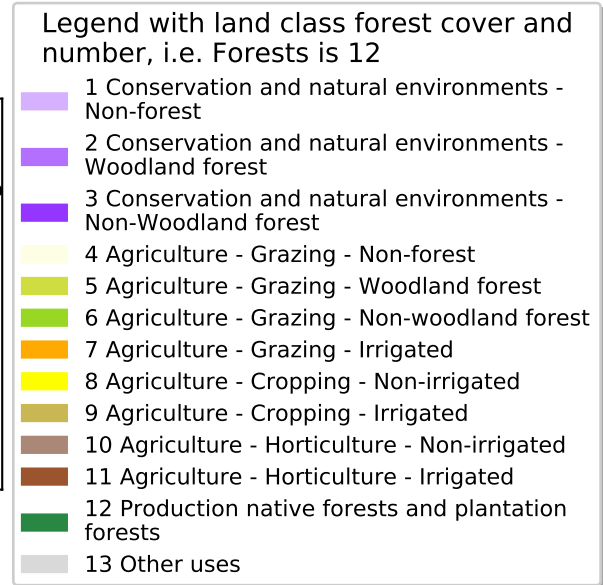 Legend with land class forest cover and
number, i.e. Forests is 12
1 Conservation and natural environments -
Non-forest
2 Conservation and natural environments -
Woodland forest
3 Conservation and natural environments -
Non-Woodland forest
4 Agriculture - Grazing - Non-forest
5 Agriculture - Grazing - Woodland forest
6 Agriculture - Grazing - Non-woodland forest
7 Agriculture - Grazing - Irrigated
8 Agriculture - Cropping - Non-irrigated
9 Agriculture - Cropping - Irrigated
10 Agriculture - Horticulture - Non-irrigated
11 Agriculture - Horticulture - Irrigated
12 Production native forests and plantation
forests
13 Other uses